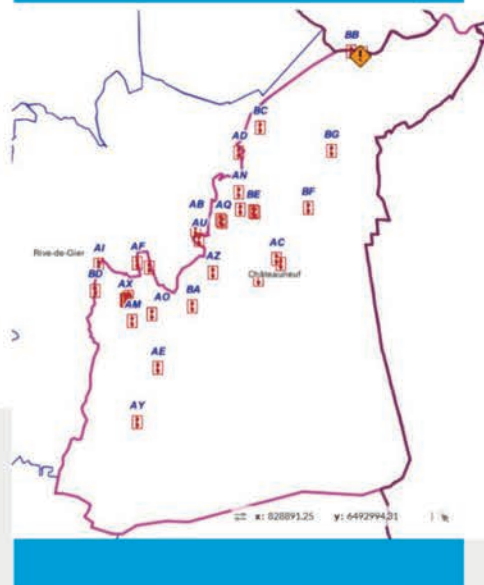 BB
BC
AD
BG
AN
AQ
BE
BF
AB
AU
Rive-de-Gier
AI
AF
AC
AZ
Châteauneuf
BD
AX
AO
BA
AM
AE
AY
x: 828891.25 y: 6492994.31